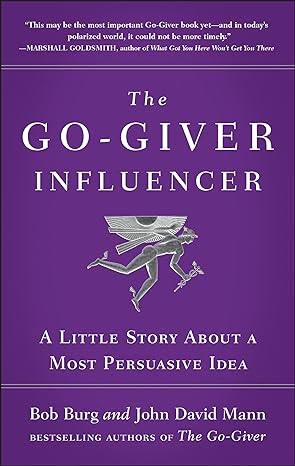 "This may be the most important Go-Giver book yet—and in today's
polarized world, it could not be more timely."
—MARSHALL GOLDSMITH, author of What Got You Here Won't Get You There
The
GO-GIVER
INFLUENCER
A LITTLE STORY ABOUT A
MOST PERSUASIVE IDEA
Bob Burg and John David Mann
BESTSELLING AUTHORS OF The Go-Giver